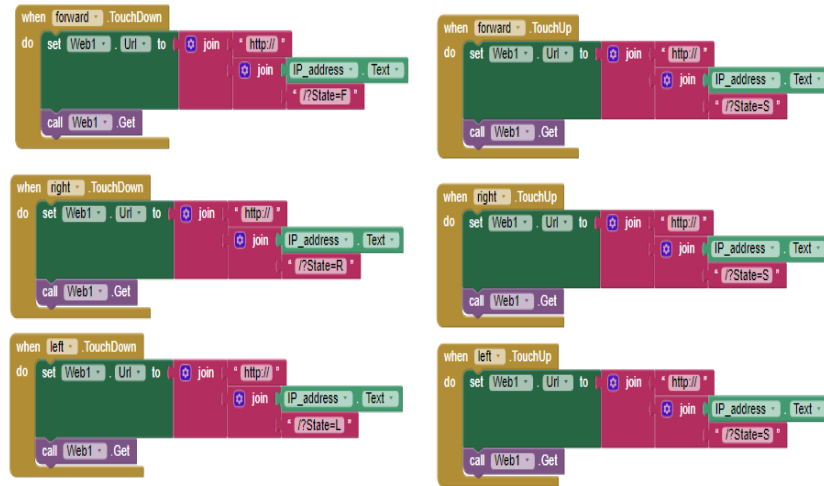 when forward .TouchDown
do set Web1 . Url to join " http:// "
join IP_address . Text
" /?State=F "
call Web1 .Get
when right .TouchDown
do set Web1 . Url to join " http:// "
join IP_address . Text
" /?State=R "
call Web1 .Get
when left .TouchDown
do set Web1 . Url to join " http:// "
join IP_address . Text
" /?State=L "
call Web1 .Get
when forward .TouchUp
do set Web1 . Url to join " http:// "
join IP_address . Text
" /?State=S "
call Web1 .Get
when right .TouchUp
do set Web1 . Url to join " http:// "
join IP_address . Text
" /?State=S "
call Web1 .Get
when left .TouchUp
do set Web1 . Url to join " http:// "
join IP_address . Text
" /?State=S "
call Web1 .Get